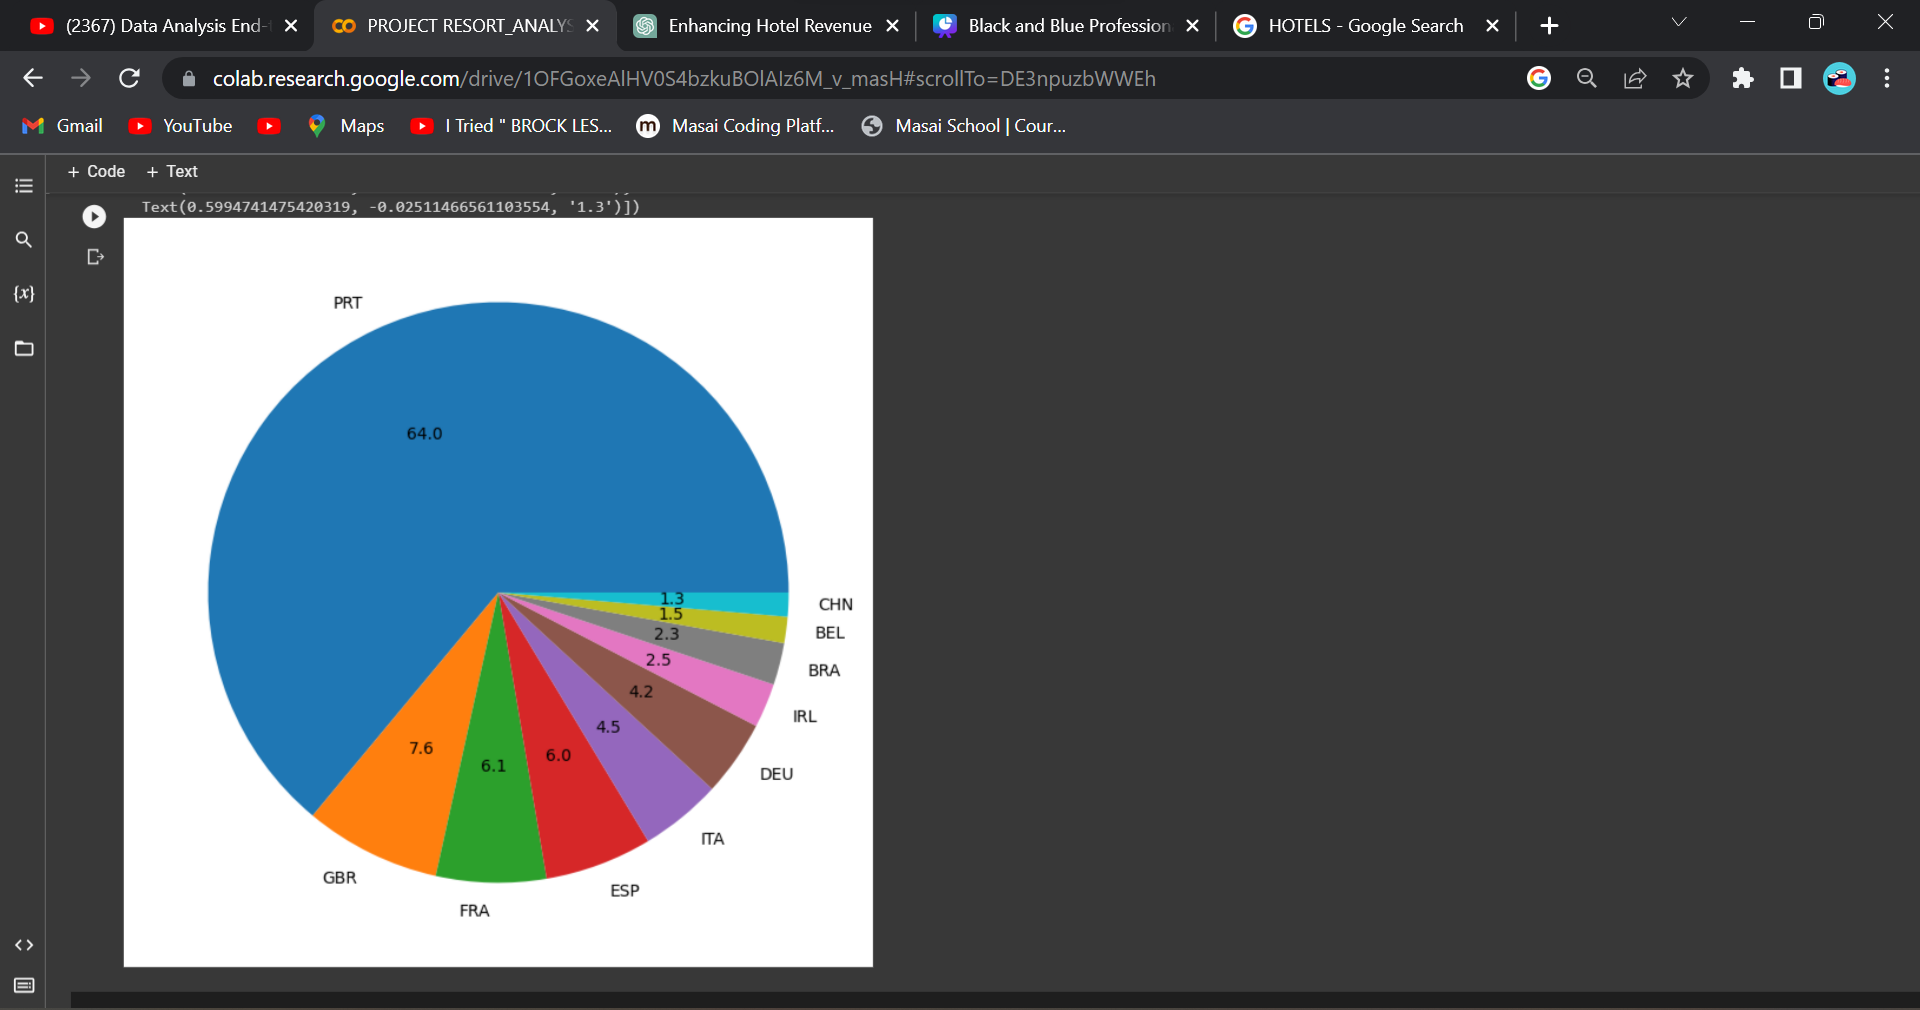 (2367) Data Analysis End-
PROJECT RESORT_ANALYS
Enhancing Hotel Revenue
Black and Blue Profession
HOTELS - Google Search
colab.research.google.com/drive/1OFGoxeAlHV0S4bzkuBOlAIz6M_v_masH#scrollTo=DE3npuzbWWEh
Gmail
YouTube
Maps
I Tried " BROCK LES...
m
Masai Coding Platf...
Masai School | Cour...
+ Code
+ Text
Text(0.5994741475420319, -0.02511466561103554, '1.3')])
{x}
PRT
64.0
1.3
CHN
1.5
BEL
2.3
BRA
2.5
IRL
4.2
4.5
7.6
6.1
6.0
DEU
ITA
GBR
ESP
FRA